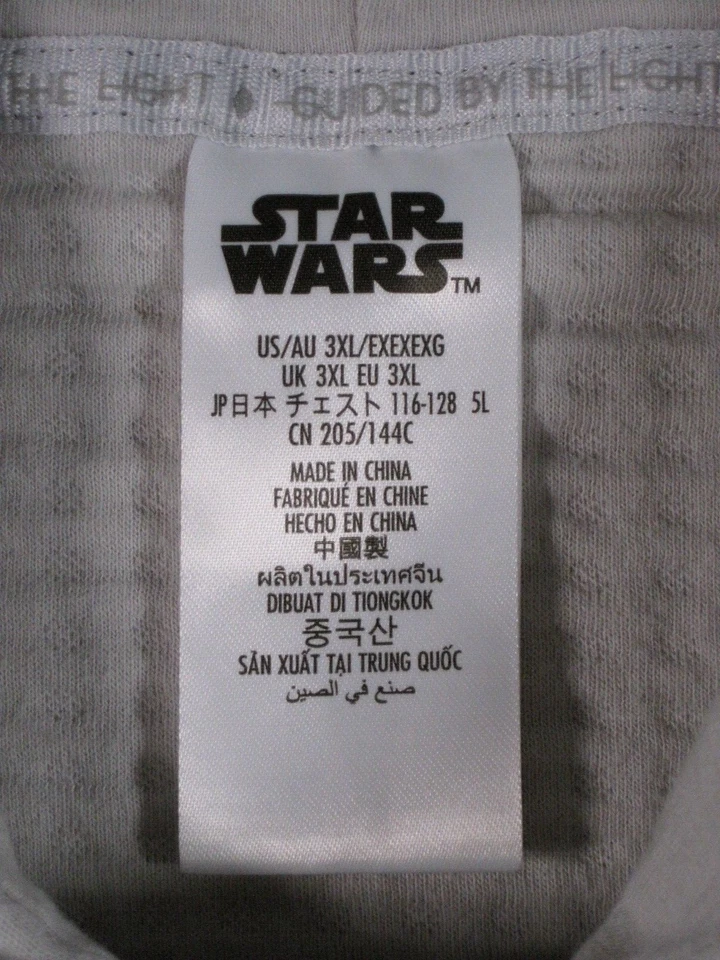 THE LIGHT ♦ GUIDED BY THE LIGHT
STAR
WARS™
US/AU 3XL/EXEXEXG
UK 3XL EU 3XL
JP日本 チェスト 116-128 5L
CN 205/144C
MADE IN CHINA
FABRIQUÉ EN CHINE
HECHO EN CHINA
中國製
ผลิตในประเทศจีน
DIBUAT DI TIONGKOK
중국산
SẢN XUẤT TẠI TRUNG QUỐC
صنع في الصين